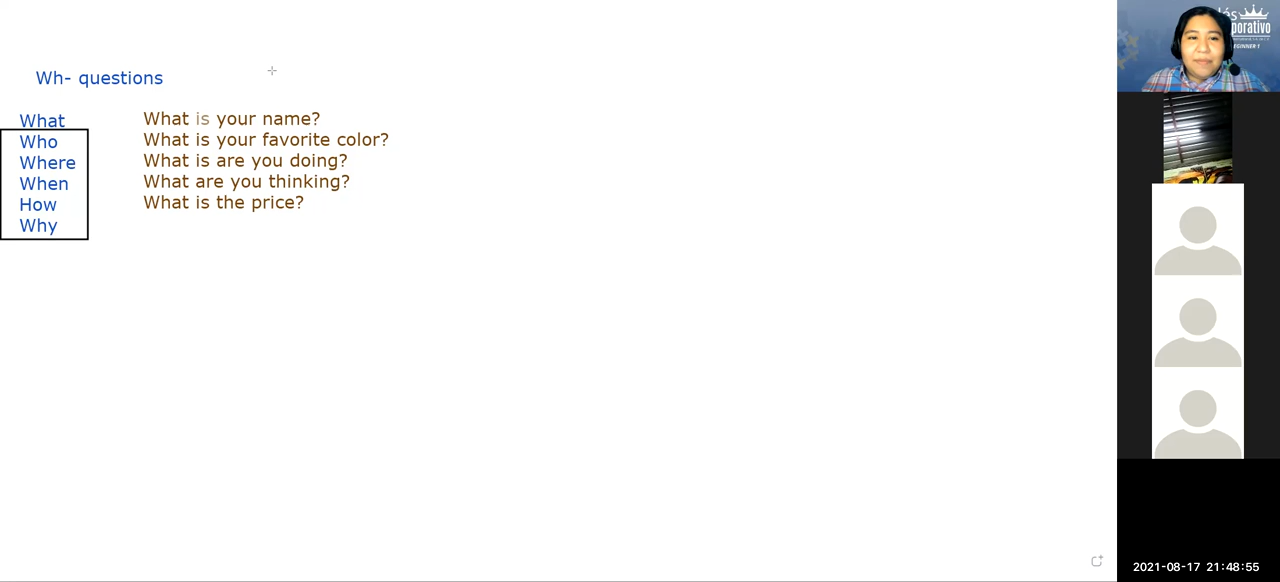 Wh- questions
What
Who
Where
When
How
Why
What is your name?
What is your favorite color?
What is are you doing?
What are you thinking?
What is the price?
porativo
2021-08-17 21:48:55